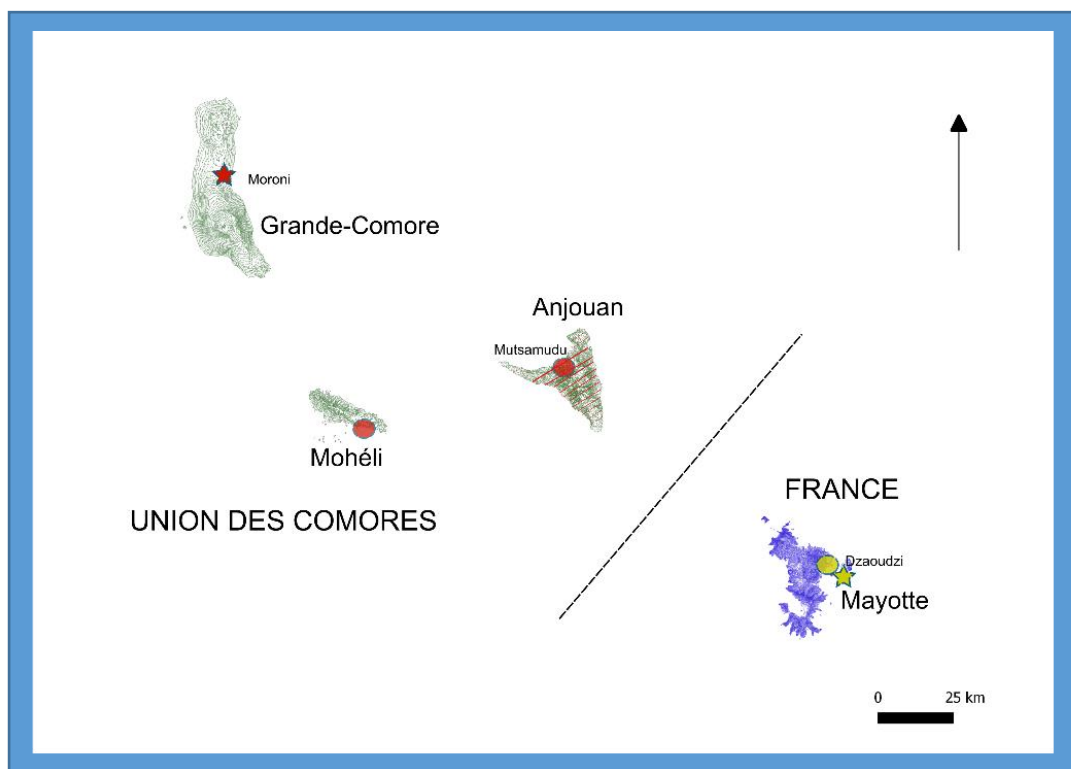 Moroni
Grande-Comore
Anjouan
Mutsamudu
Mohéli
UNION DES COMORES
FRANCE
Dzaoudzi
Mayotte
0 25 km